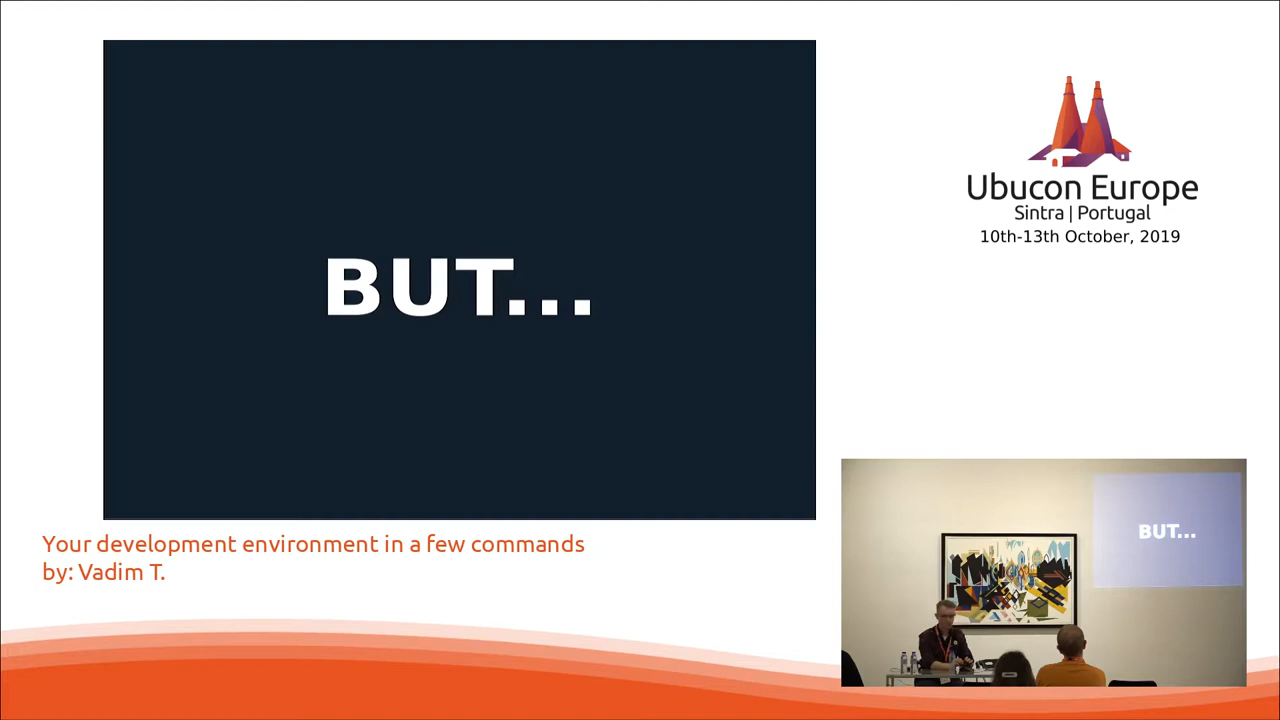 BUT...
Ubucon Europe
Sintra | Portugal
10th-13th October, 2019
Your development environment in a few commands
by: Vadim T.
BUT...